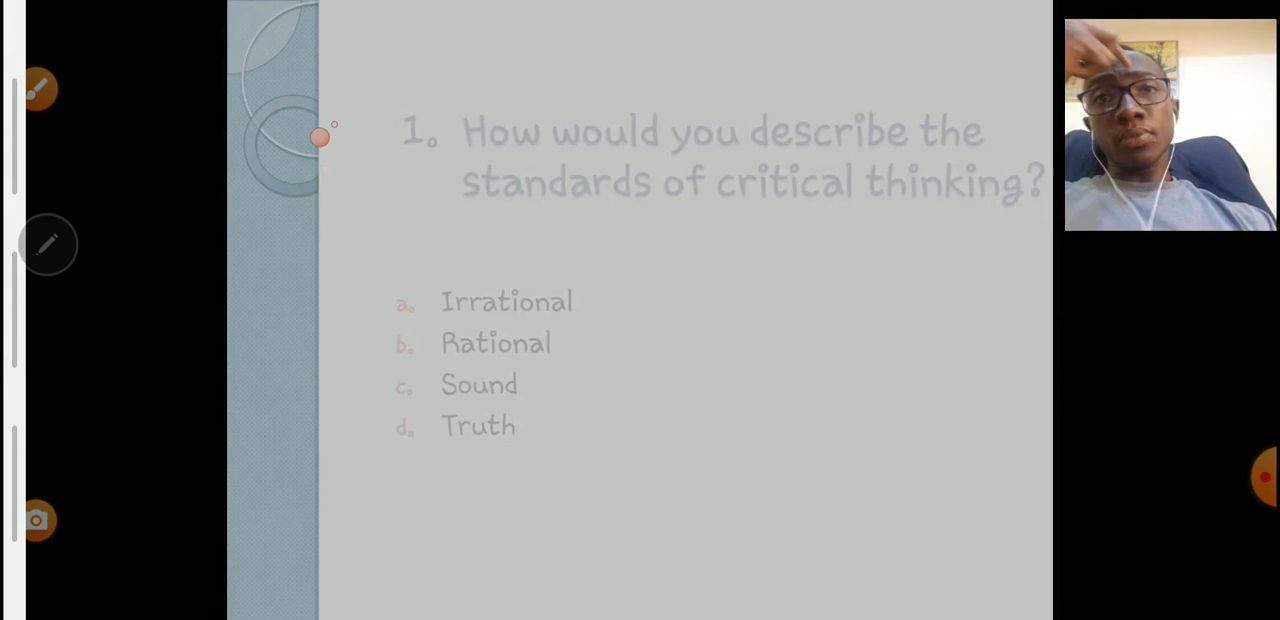 1. How would you describe the
standards of critical thinking?
a. Irrational
b. Rational
c. Sound
d. Truth